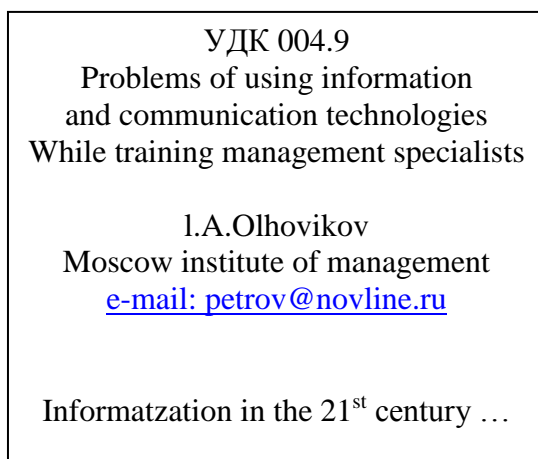 УДК 004.9
Problems of using information
and communication technologies
While training management specialists
l.A.Olhovikov
Moscow institute of management
e-mail: petrov@novline.ru
Informatzation in the 21st century …